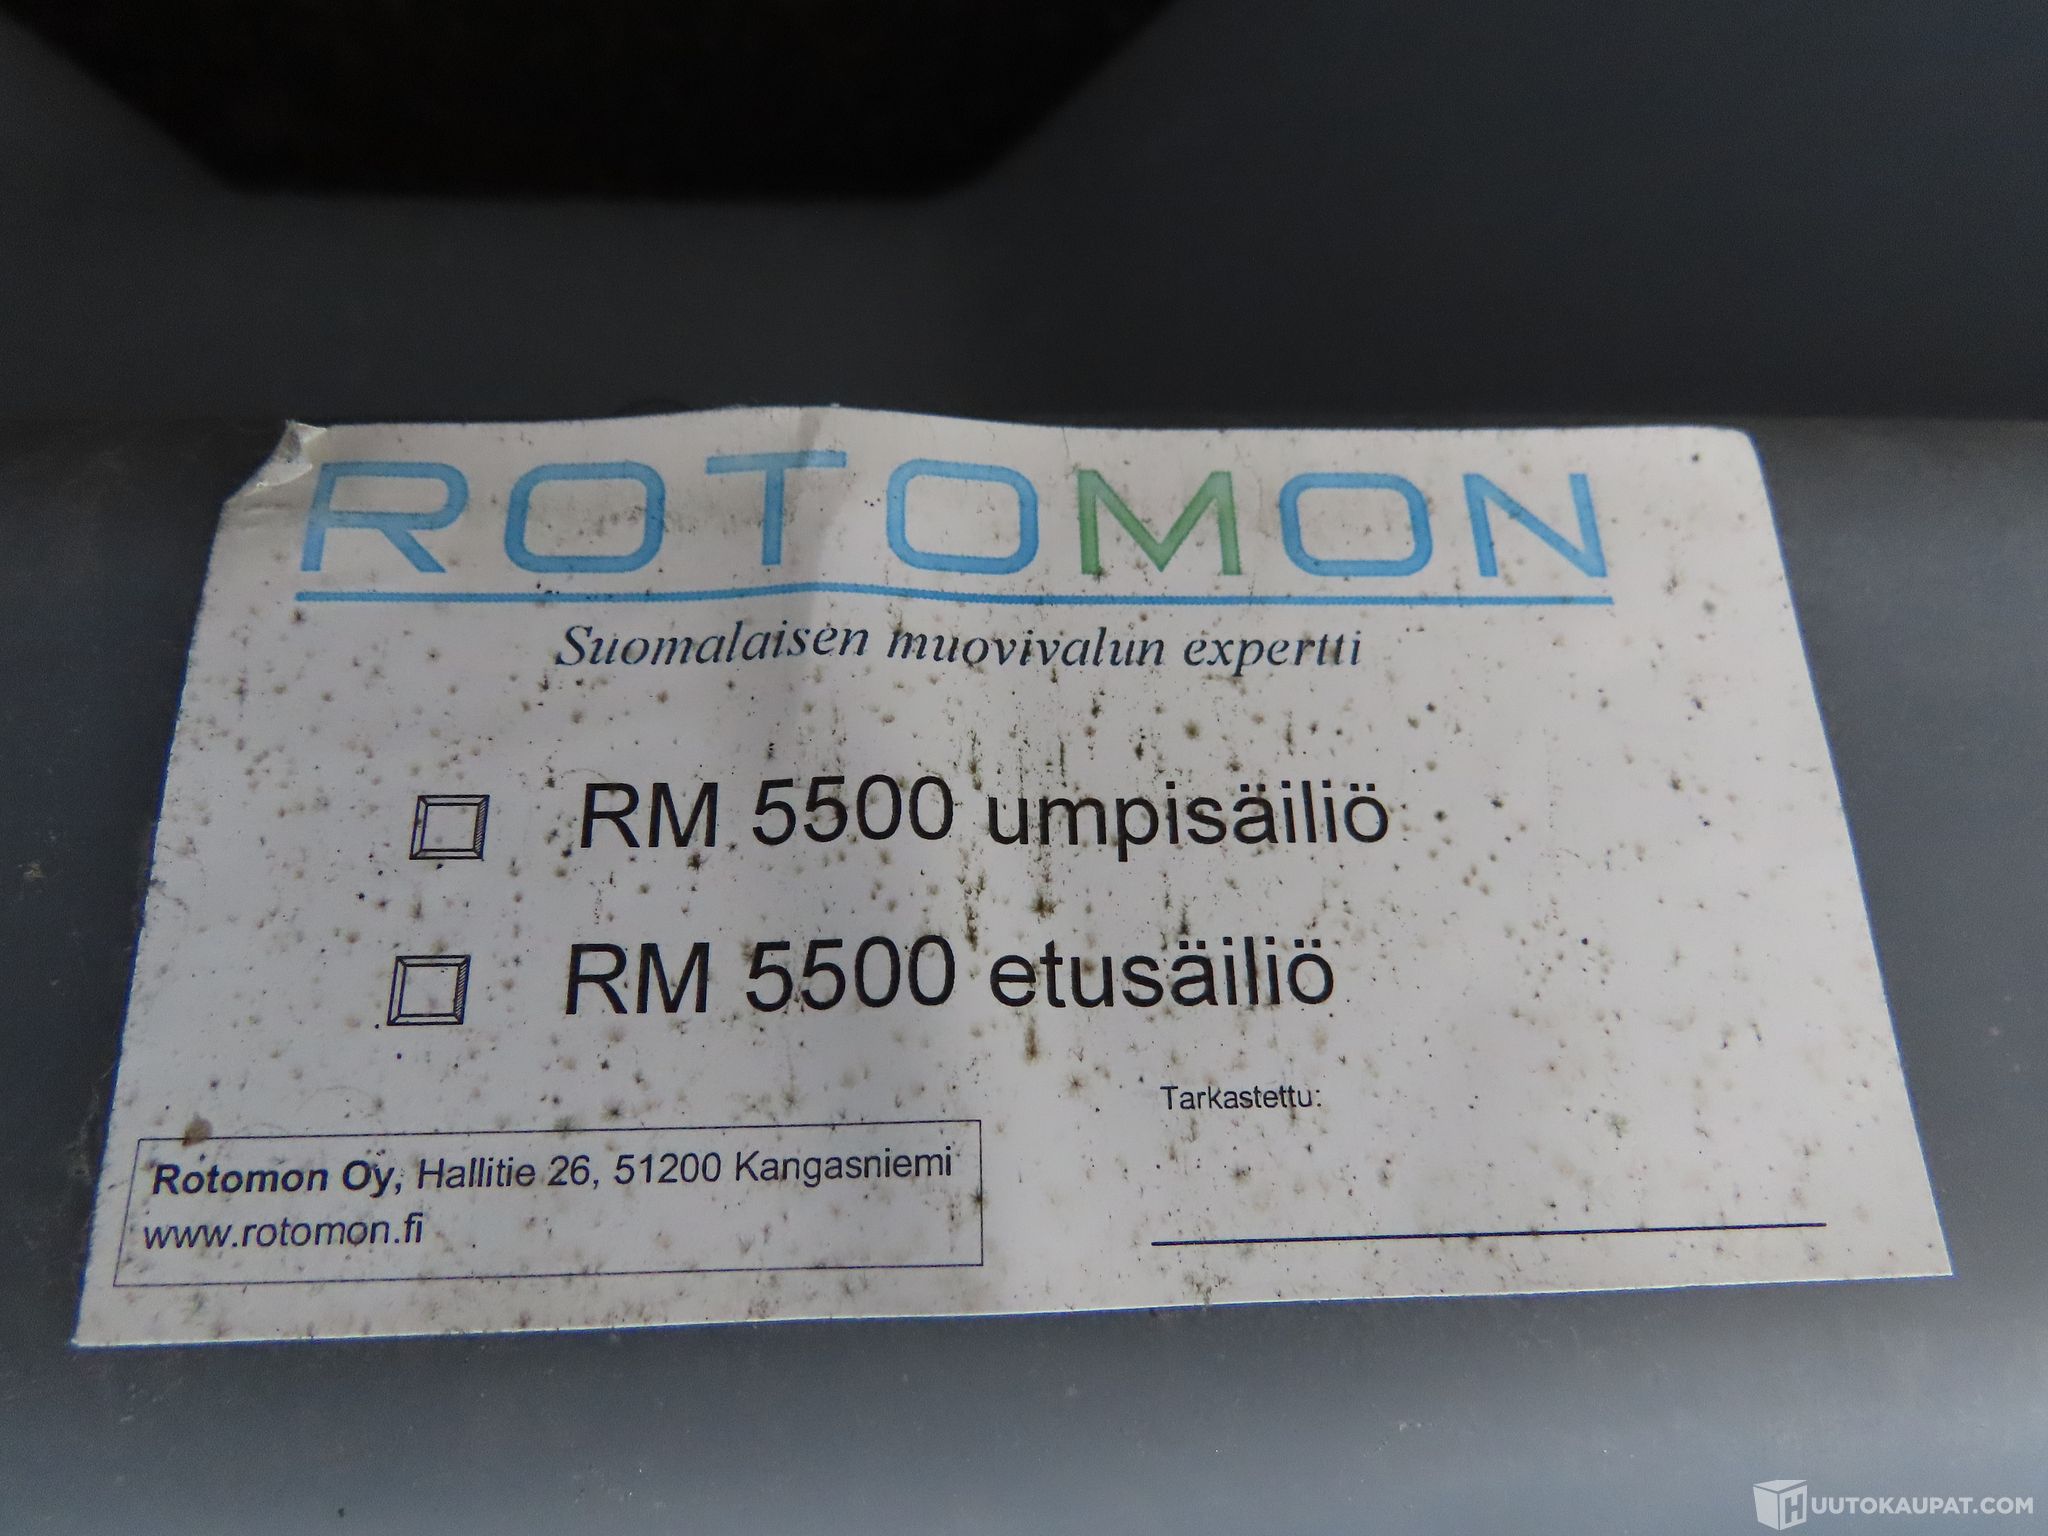 ROTOMON
Suomalaisen muovivalun expertti
RM 5500 umpisäiliö
RM 5500 etusäiliö
Tarkastettu:
Rotomon Oy, Hallitie 26, 51200 Kangasniemi
www.rotomon.fi
HUUTOKAUPAT.COM